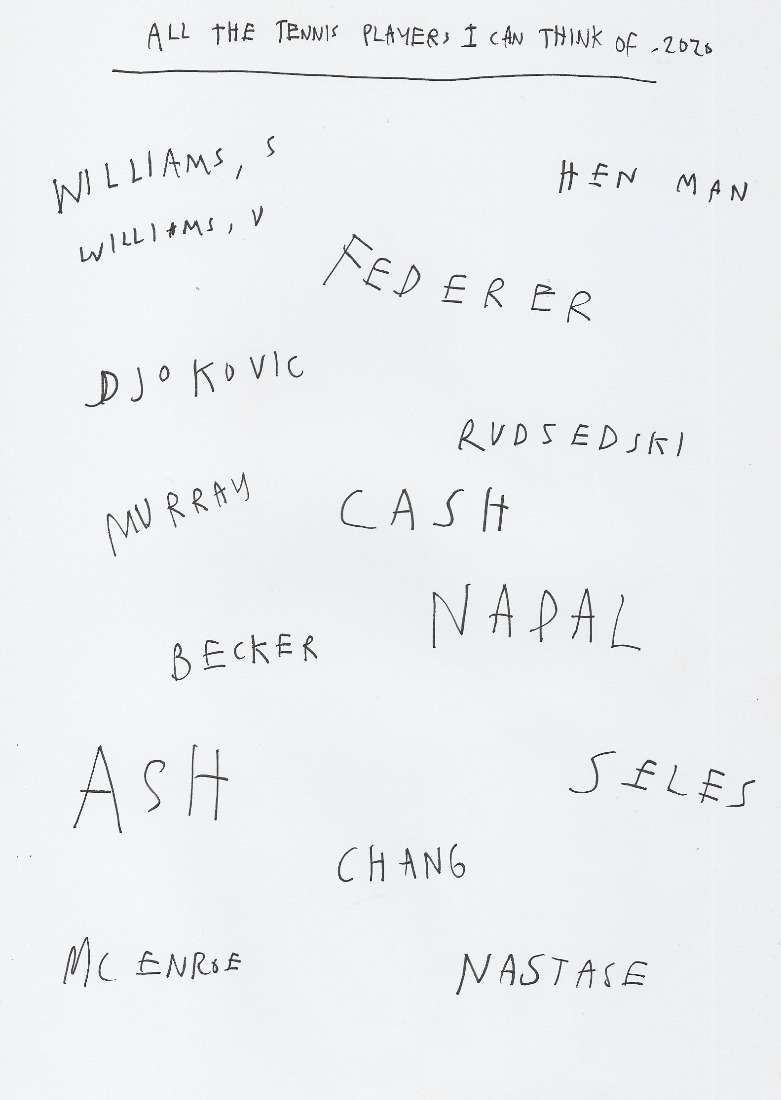 ALL THE TENNIS PLAYERS I CAN THINK OF .2020
WILLIAMS, S
HEN MAN
WILLIAMS, V
FEDERER
DJOKOVIC
RUDSEDSKI
MURRAY
CASH
NADAL
BECKER
ASH
SELES
CHANG
MC ENROE
NASTASE